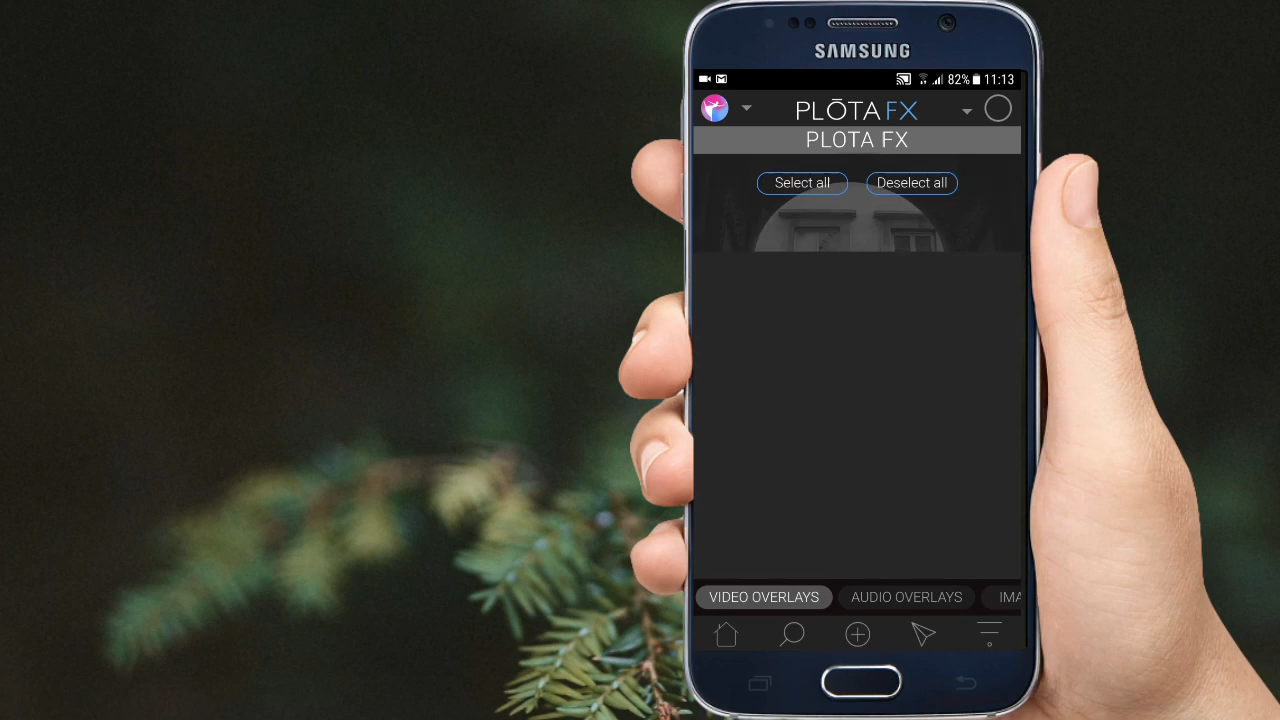 SAMSUNG
82% 11:13
PLŌTA FX
PLOTA FX
Select all Deselect all
VIDEO OVERLAYS AUDIO OVERLAYS IMA